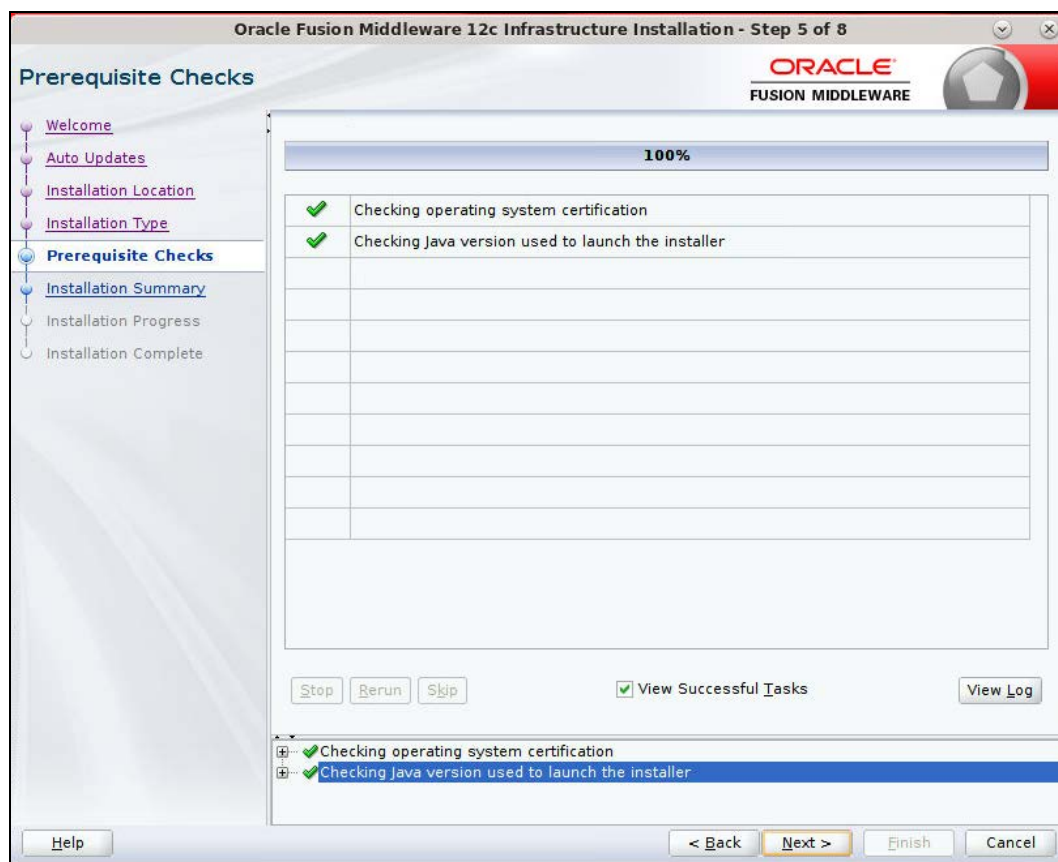 Oracle Fusion Middleware 12c Infrastructure Installation - Step 5 of 8
Prerequisite Checks
ORACLE
FUSION MIDDLEWARE
Welcome
Auto Updates
Installation Location
Installation Type
Prerequisite Checks
Installation Summary
Installation Progress
Installation Complete
100%
Checking operating system certification
Checking Java version used to launch the installer
Stop Rerun Skip View Successful Tasks View Log
Checking operating system certification
Checking Java version used to launch the installer
Help < Back Next > Finish Cancel